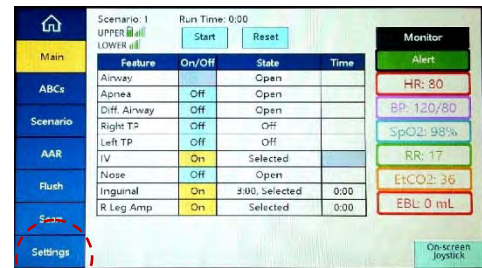 Scenario: 1 Run Time: 0:00
UPPER
LOWER
Start Reset
Monitor
Main
Alert
Feature On/Off State Time
Airway Open
HR: 80
ABCs
Apnea Off Open
Diff. Airway Off Open
BP: 120/80
Scenario
Right TP Off Off
SpO2: 98%
Left TP Off Off
AAR
IV On Selected
RR: 17
Nose Off Open
Flush
EtCO2: 36
Inguinal On 3:00, Selected 0:00
R Leg Amp On Selected 0:00
EBL: 0 mL
Scan
Settings
On-screen
Joystick